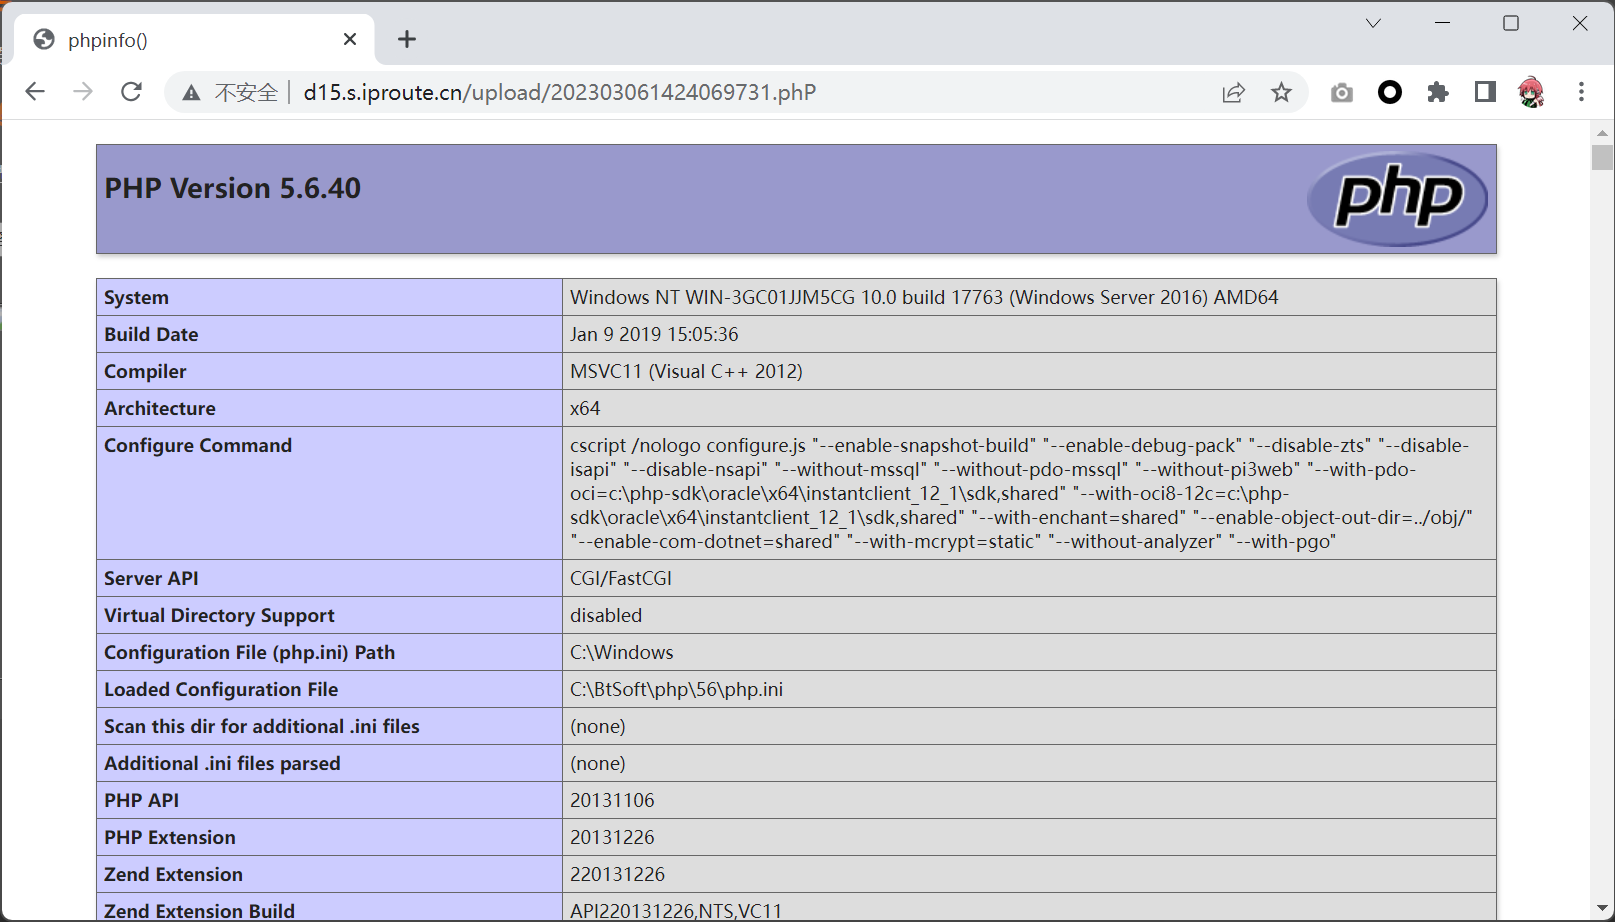 phpinfo()
不安全 d15.s.iproute.cn/upload/202303061424069731.phP
PHP Version 5.6.40
php
System Windows NT WIN-3GC01JJM5CG 10.0 build 17763 (Windows Server 2016) AMD64
Build Date Jan 9 2019 15:05:36
Compiler MSVC11 (Visual C++ 2012)
Architecture x64
Configure Command cscript /nologo configure.js "--enable-snapshot-build" "--enable-debug-pack" "--disable-zts" "--disable-
isapi" "--disable-nsapi" "--without-mssql" "--without-pdo-mssql" "--without-pi3web" "--with-pdo-
oci=c:\php-sdk\oracle\x64\instantclient_12_1\sdk,shared" "--with-oci8-12c=c:\php-
sdk\oracle\x64\instantclient_12_1\sdk,shared" "--with-enchant=shared" "--enable-object-out-dir=../obj/"
"--enable-com-dotnet=shared" "--with-mcrypt=static" "--without-analyzer" "--with-pgo"
Server API CGI/FastCGI
Virtual Directory Support disabled
Configuration File (php.ini) Path C:\Windows
Loaded Configuration File C:\BtSoft\php\56\php.ini
Scan this dir for additional .ini files (none)
Additional .ini files parsed (none)
PHP API 20131106
PHP Extension 20131226
Zend Extension 220131226
Zend Extension Build API220131226,NTS,VC11